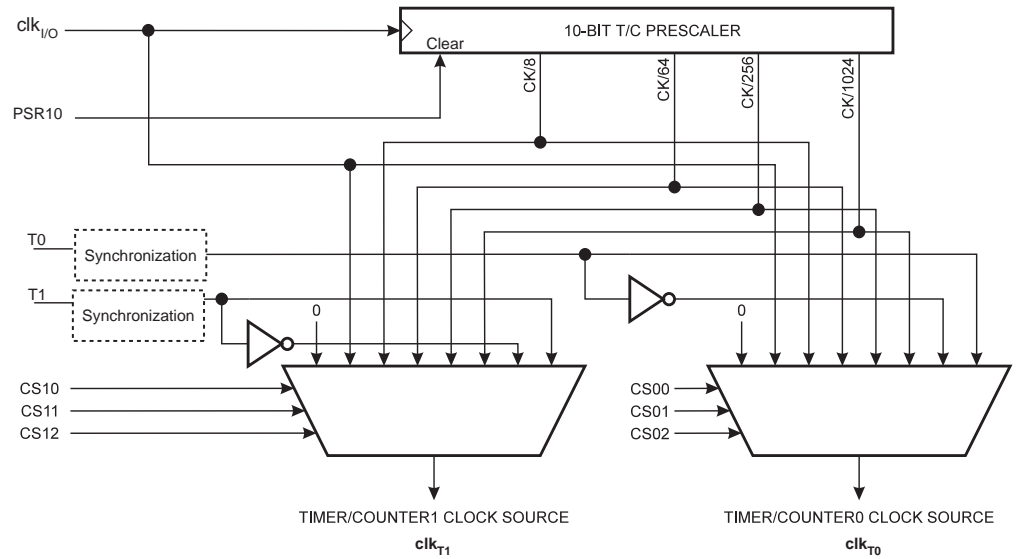 clkI/O
10-BIT T/C PRESCALER
Clear
CK/8
CK/64
CK/256
CK/1024
PSR10
T0
Synchronization
T1
Synchronization
0
0
CS10
CS11
CS12
CS00
CS01
CS02
TIMER/COUNTER1 CLOCK SOURCE
clkT1
TIMER/COUNTER0 CLOCK SOURCE
clkT0